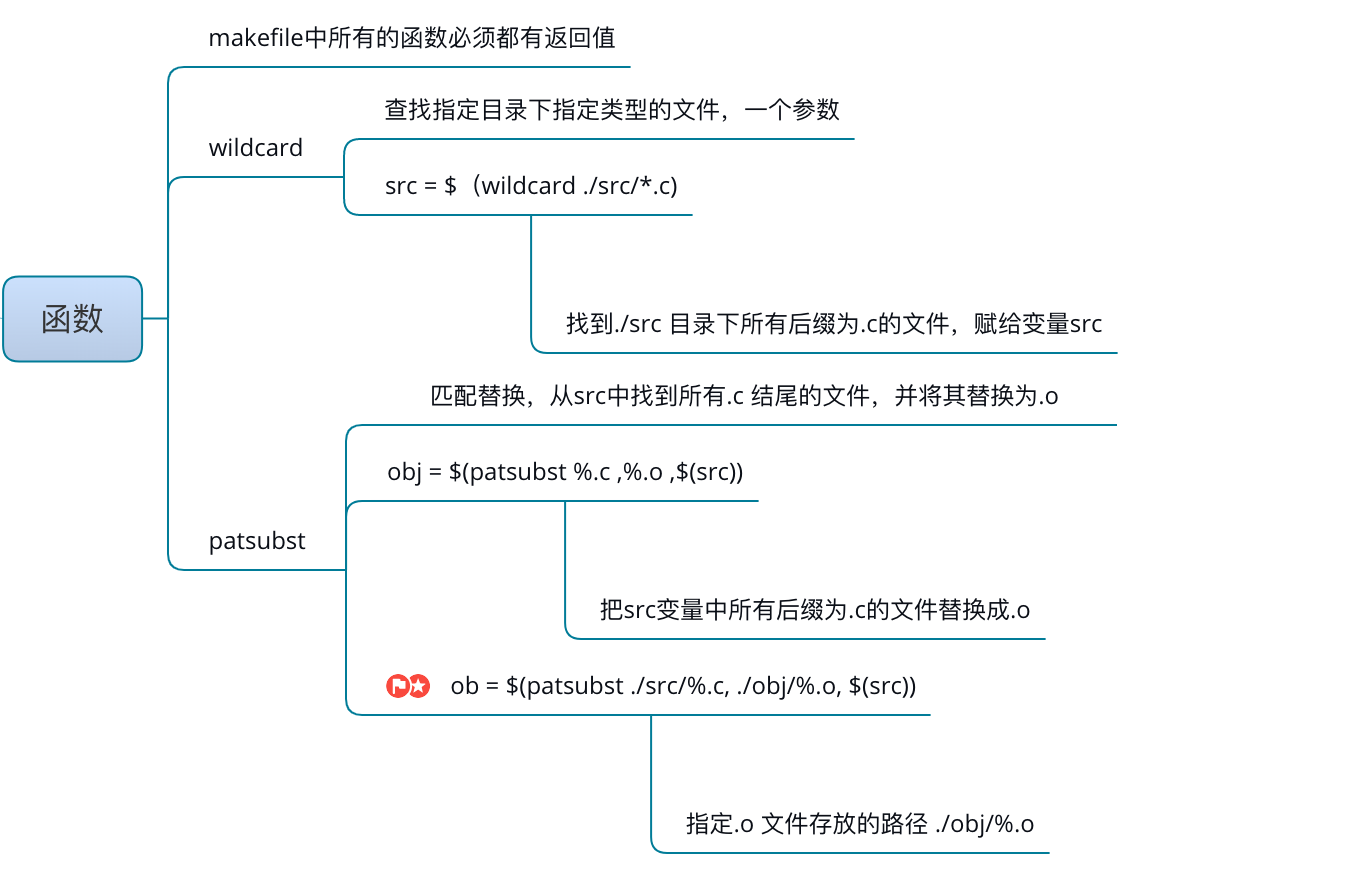 makefile中所有的函数必须都有返回值
查找指定目录下指定类型的文件，一个参数
wildcard
src = $（wildcard ./src/*.c)
函数
找到./src 目录下所有后缀为.c的文件，赋给变量src
匹配替换，从src中找到所有.c 结尾的文件，并将其替换为.o
obj = $(patsubst %.c ,%.o ,$(src))
patsubst
把src变量中所有后缀为.c的文件替换成.o
ob = $(patsubst ./src/%.c, ./obj/%.o, $(src))
指定.o 文件存放的路径 ./obj/%.o